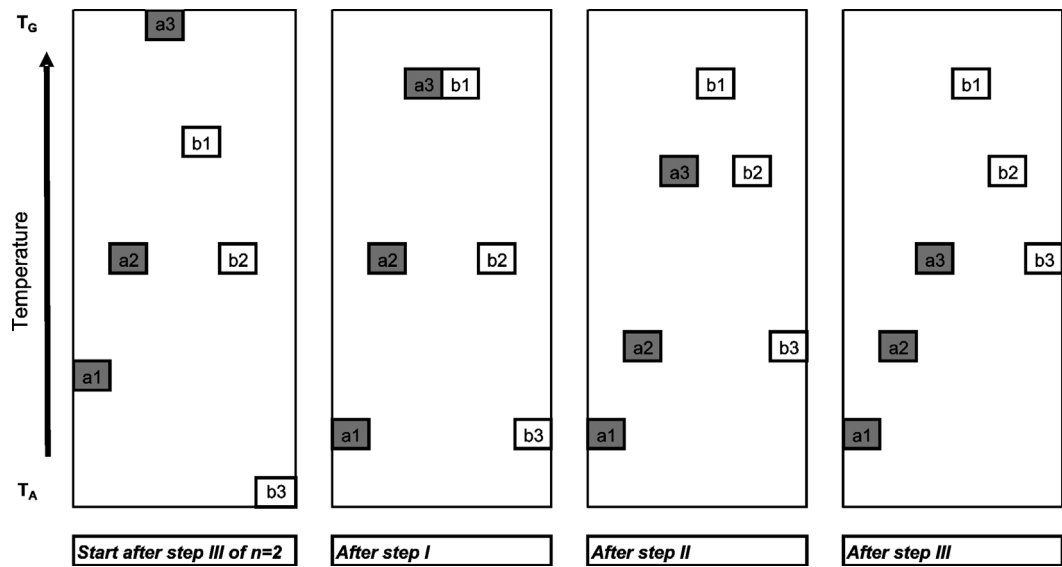 T_G
Temperature
T_A
a3
b1
a2
b2
a1
b3
Start after step III of n=2
a3 b1
a2
b2
a1
b3
After step I
b1
a3
b2
a2
b3
a1
After step II
b1
b2
a3
b3
a2
a1
After step III